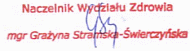 Naczelnik Wydziału Zdrowia
mgr Grażyna Stramska-Świerczyńska